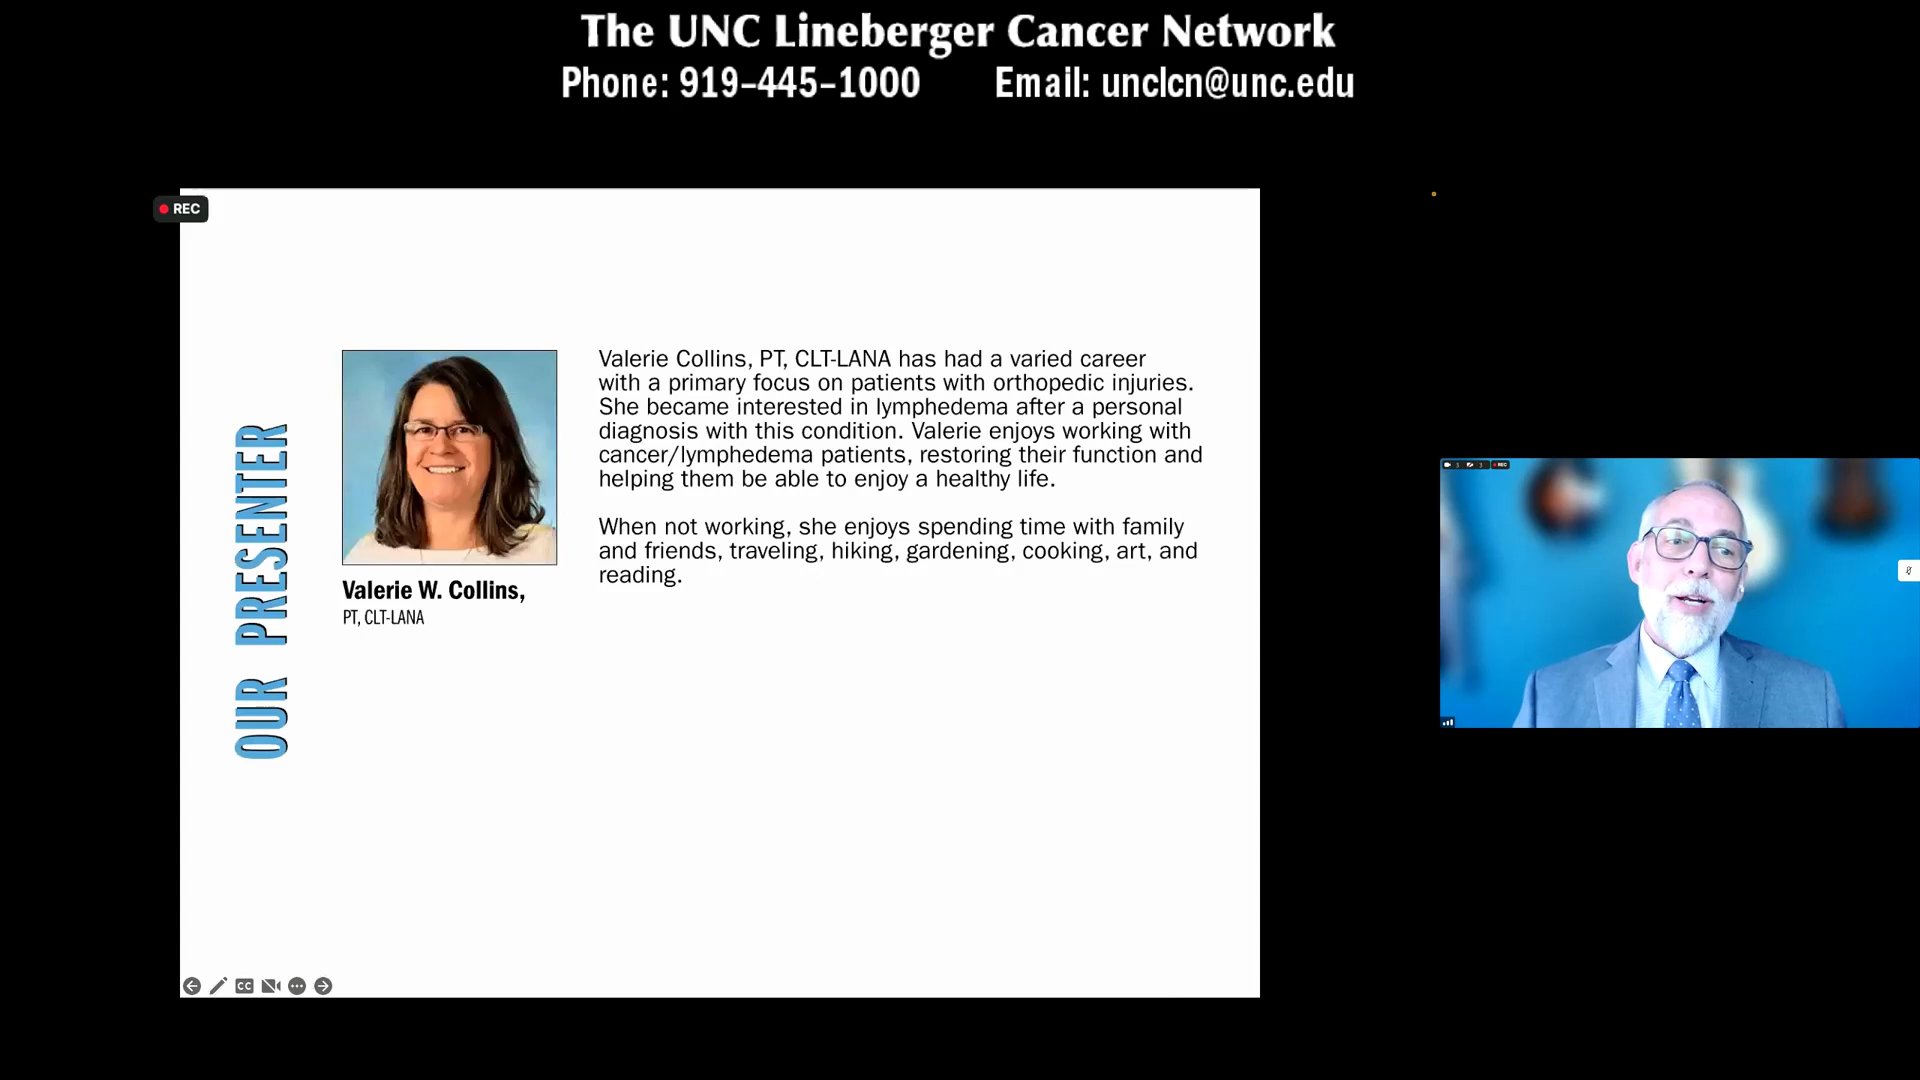 The UNC Lineberger Cancer Network
Phone: 919-445-1000 Email: unclcn@unc.edu
REC
OUR PRESENTER
Valerie W. Collins,
PT, CLT-LANA
Valerie Collins, PT, CLT-LANA has had a varied career
with a primary focus on patients with orthopedic injuries.
She became interested in lymphedema after a personal
diagnosis with this condition. Valerie enjoys working with
cancer/lymphedema patients, restoring their function and
helping them be able to enjoy a healthy life.
When not working, she enjoys spending time with family
and friends, traveling, hiking, gardening, cooking, art, and
reading.
CC
REC